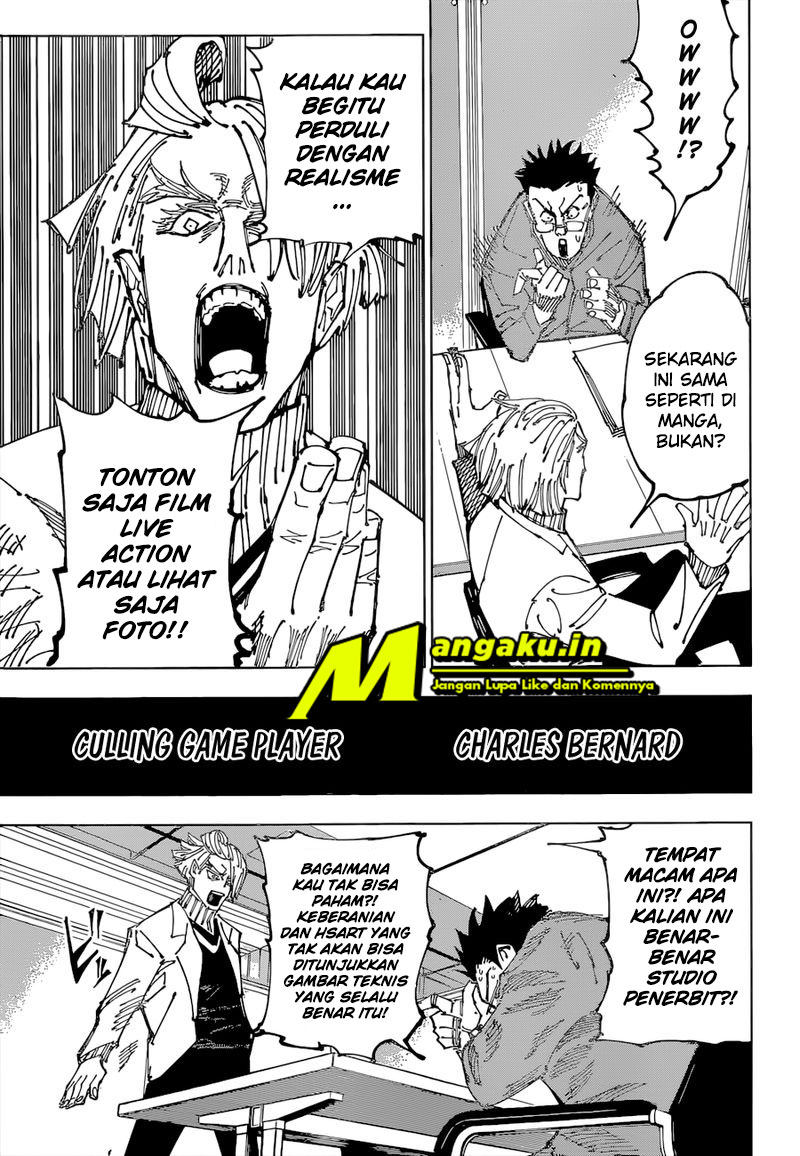 OWWWW!?
SEKARANG
INI SAMA
SEPERTI DI
MANGA,
BUKAN?
KALAU KAU
BEGITU
PERDULI
DENGAN
REALISME
...
TONTON
SAJA FILM
LIVE
ACTION
ATAU LIHAT
SAJA
FOTO!!
Mangaku.in
Jangan Lupa Like dan Komennya
CULLING GAME PLAYER
CHARLES BERNARD
TEMPAT
MACAM APA
INI?! APA
KALIAN INI
BENAR-
BENAR
STUDIO
PENERBIT?!
BAGAIMANA
KAU TAK BISA
PAHAM?!
KEBERANIAN
DAN HSART YANG
TAK AKAN BISA
DITUNJUKKAN
GAMBAR TEKNIS
YANG SELALU
BENAR ITU!